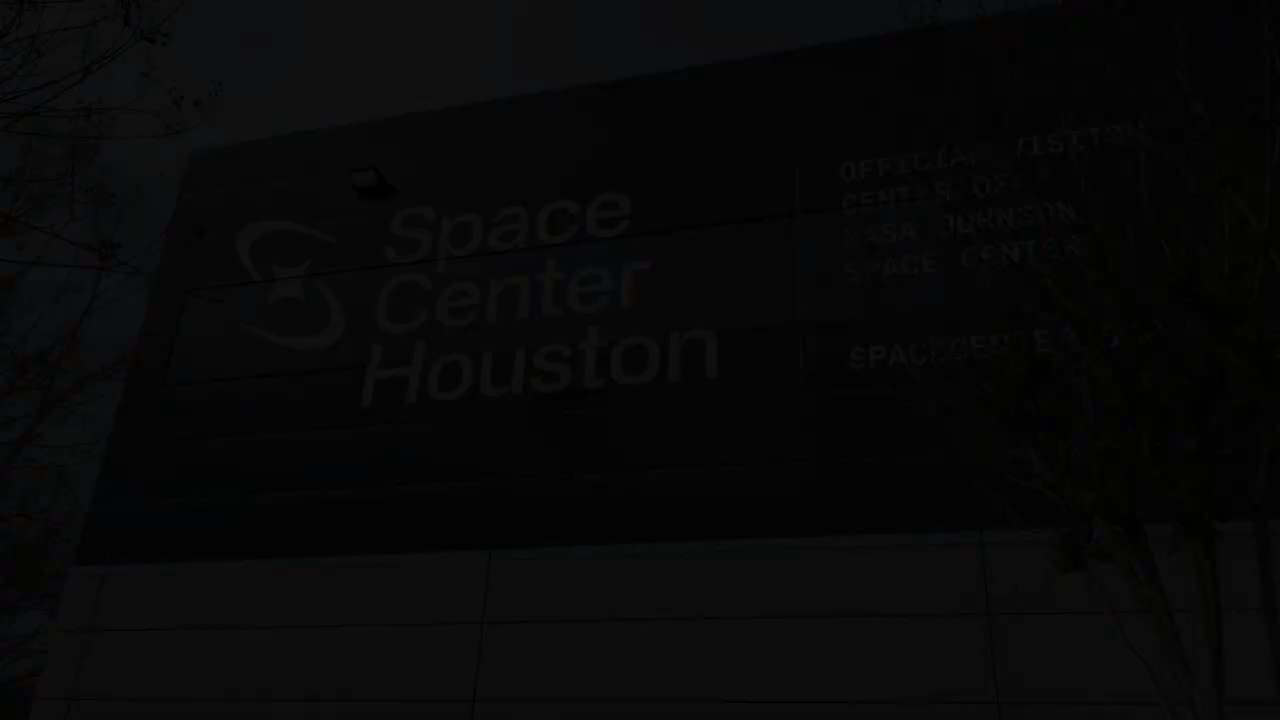 Space
Center
Houston
OFFICIAL VISITOR
CENTER OF
NASA JOHNSON
SPACE CENTER